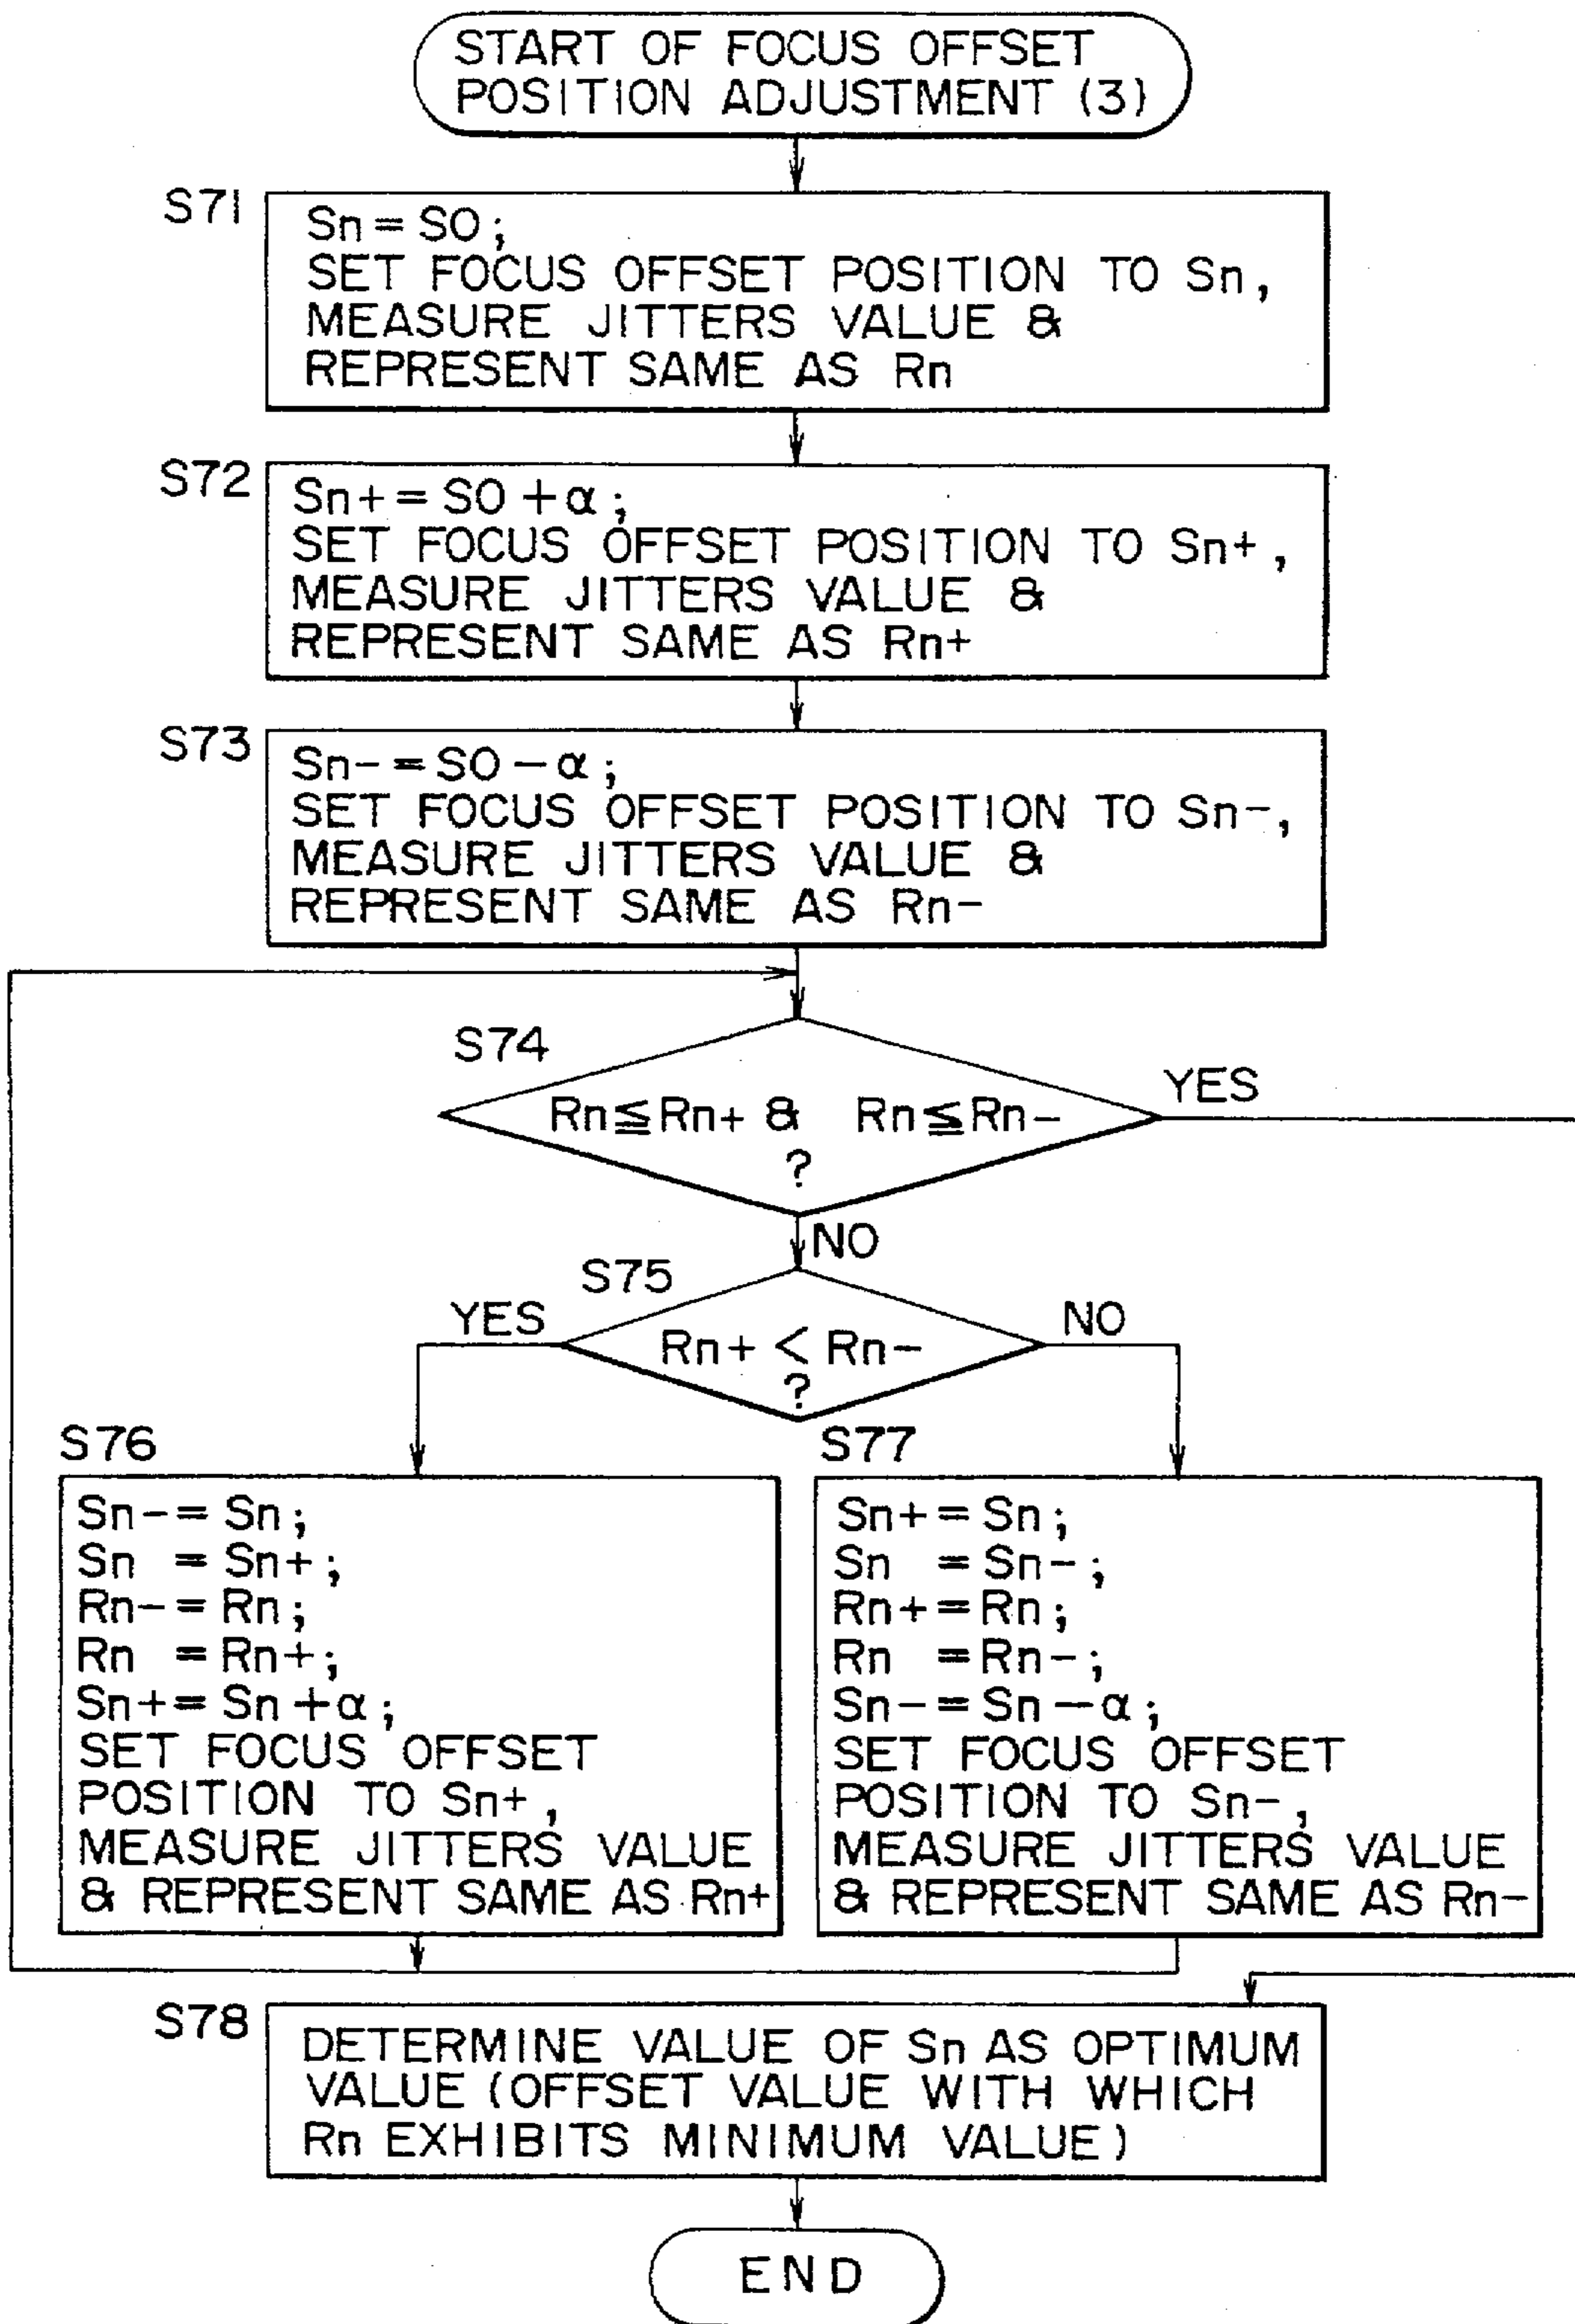 START OF FOCUS OFFSET
POSITION ADJUSTMENT (3)
S71
Sn = S0;
SET FOCUS OFFSET POSITION TO Sn,
MEASURE JITTERS VALUE &
REPRESENT SAME AS Rn
S72
Sn+ = S0 + α;
SET FOCUS OFFSET POSITION TO Sn+,
MEASURE JITTERS VALUE &
REPRESENT SAME AS Rn+
S73
Sn- = S0 - α;
SET FOCUS OFFSET POSITION TO Sn-,
MEASURE JITTERS VALUE &
REPRESENT SAME AS Rn-
S74
YES
Rn ≦ Rn+ & Rn ≦ Rn-
?
NO
S75
YES
NO
Rn+ < Rn-
?
S76
Sn- = Sn;
Sn = Sn+;
Rn- = Rn;
Rn = Rn+;
Sn+ = Sn + α;
SET FOCUS OFFSET
POSITION TO Sn+,
MEASURE JITTERS VALUE
& REPRESENT SAME AS Rn+
S77
Sn+ = Sn;
Sn = Sn-;
Rn+ = Rn;
Rn = Rn-;
Sn- = Sn - α;
SET FOCUS OFFSET
POSITION TO Sn-,
MEASURE JITTERS VALUE
& REPRESENT SAME AS Rn-
S78
DETERMINE VALUE OF Sn AS OPTIMUM
VALUE (OFFSET VALUE WITH WHICH
Rn EXHIBITS MINIMUM VALUE)
END